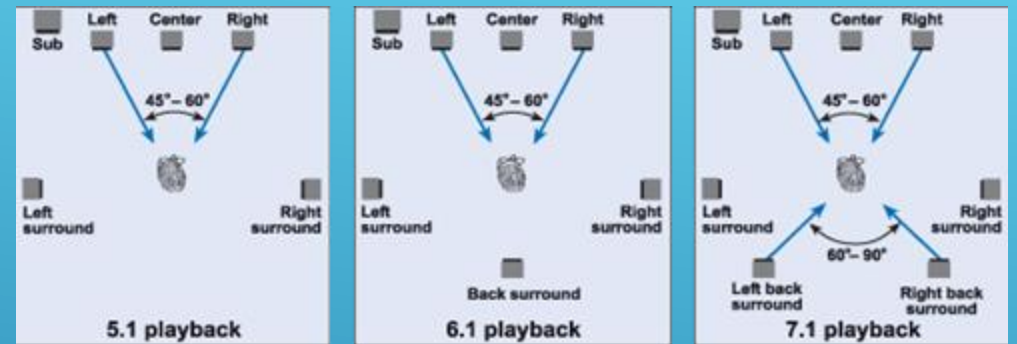 Left Center Right
Sub
45°– 60°
Left
surround
Right
surround
5.1 playback
Left Center Right
Sub
45°– 60°
Left
surround
Right
surround
Back surround
6.1 playback
Left Center Right
Sub
45°– 60°
Left
surround
Right
surround
60°– 90°
Left back
surround
Right back
surround
7.1 playback